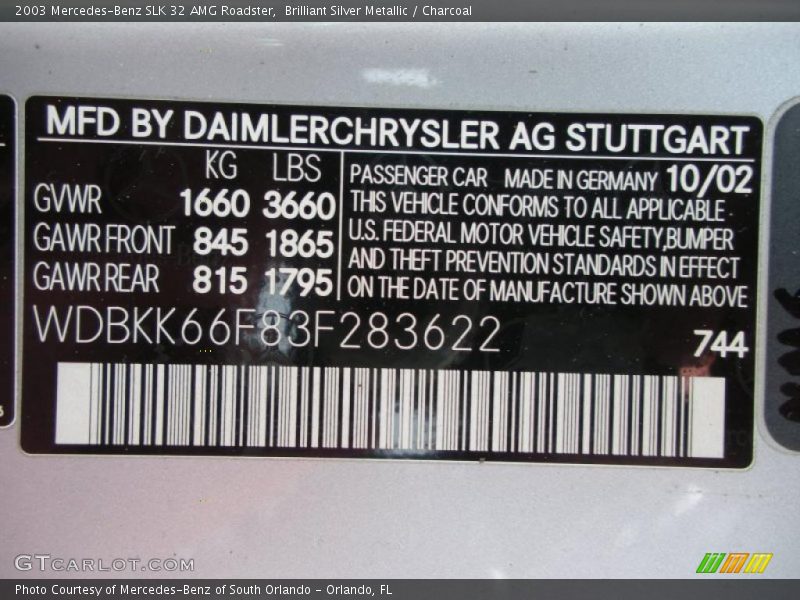 2003 Mercedes-Benz SLK 32 AMG Roadster,  Brilliant Silver Metallic / Charcoal
MFD BY DAIMLERCHRYSLER AG STUTTGART
KG LBS
GVWR 1660 3660
GAWR FRONT 845 1865
GAWR REAR 815 1795
PASSENGER CAR MADE IN GERMANY 10/02
THIS VEHICLE CONFORMS TO ALL APPLICABLE
U.S. FEDERAL MOTOR VEHICLE SAFETY,BUMPER
AND THEFT PREVENTION STANDARDS IN EFFECT
ON THE DATE OF MANUFACTURE SHOWN ABOVE
WDBKK66F83F283622
744
GTCARLOT.COM
Photo Courtesy of Mercedes-Benz of South Orlando - Orlando, FL